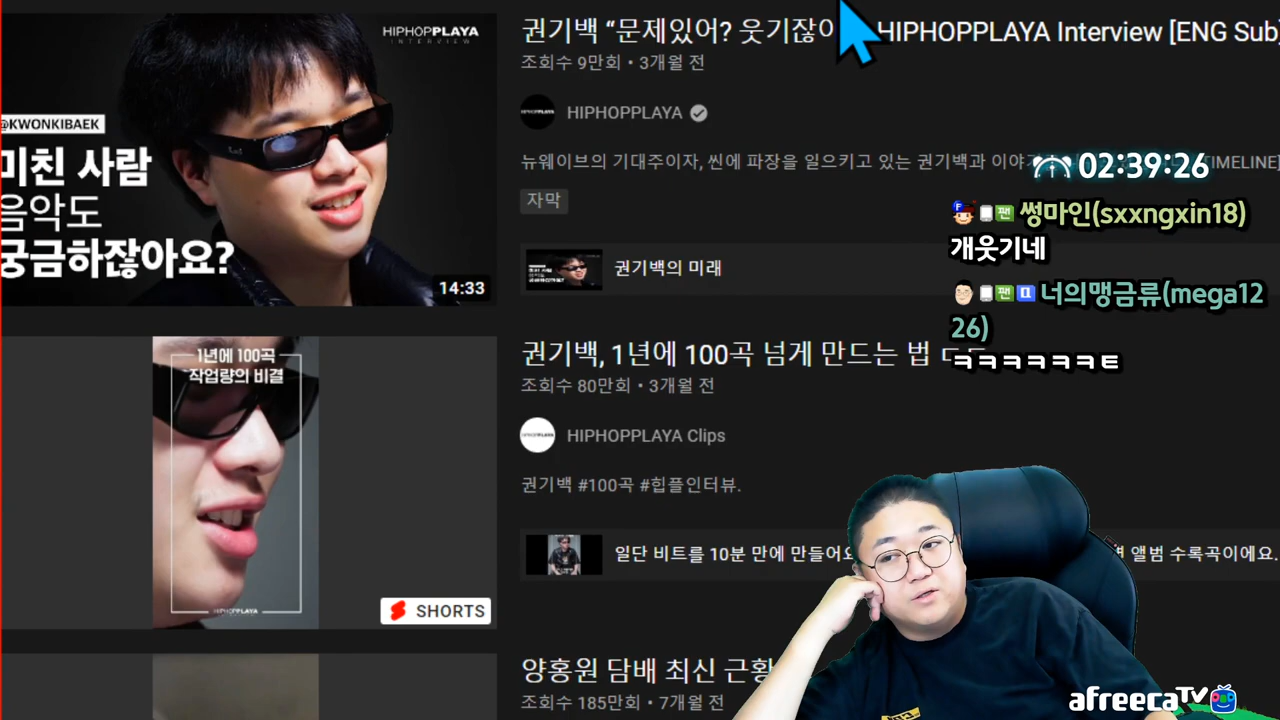 HIPHOPPLAYA
INTERVIEW
@KWONKIBAEK
미친 사람
음악도
궁금하잖아요?
14:33
권기백 “문제있어? 웃기잖아 HIPHOPPLAYA Interview [ENG Sub]
조회수 9만회 • 3개월 전
HIPHOPPLAYA
뉴웨이브의 기대주이자, 씬에 파장을 일으키고 있는 권기백과 이야기 TIMELINE]
자막
권기백의 미래
02:39:26
썽마인(sxxngxin18)
개웃기네
너의맹금류(mega12
26)
ㅋㅋㅋㅋㅋㅋㅌ
1년에 100곡
작업량의 비결
HIPHOPPLAYA
SHORTS
권기백, 1년에 100곡 넘게 만드는 법
조회수 80만회 • 3개월 전
HIPHOPPLAYA Clips
권기백 #100곡 #힙플인터뷰.
일단 비트를 10분 만에 만들어요 앨범 수록곡이에요.
양홍원 담배 최신 근황
조회수 185만회 • 7개월 전
afreecaTV